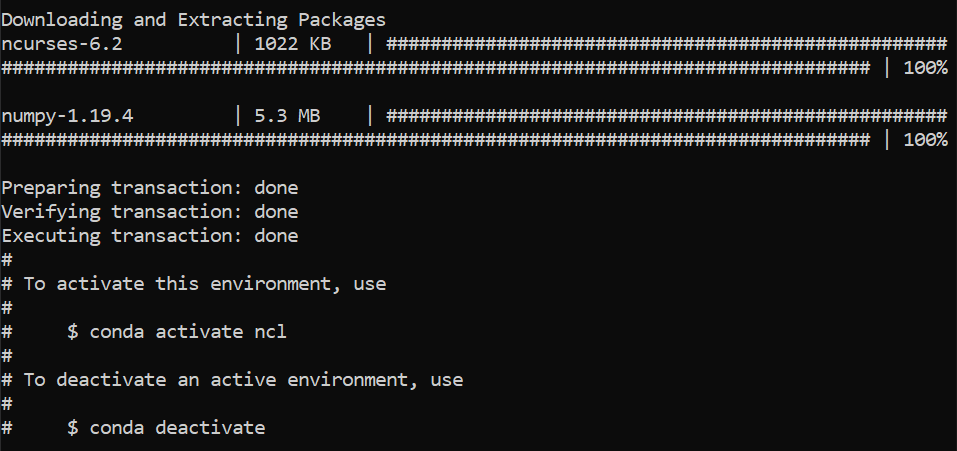 Downloading and Extracting Packages
ncurses-6.2          | 1022 KB   | ###################################################
############################################################################### | 100%
numpy-1.19.4         | 5.3 MB    | ###################################################
############################################################################### | 100%
Preparing transaction: done
Verifying transaction: done
Executing transaction: done
#
# To activate this environment, use
#
#     $ conda activate ncl
#
# To deactivate an active environment, use
#
#     $ conda deactivate